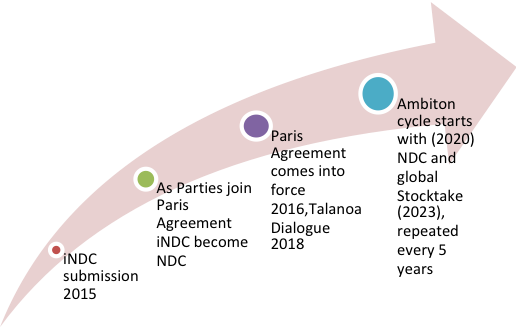 iNDC
submission
2015
As Parties join
Paris
Agreement
iNDC become
NDC
Paris
Agreement
comes into
force
2016,Talanoa
Dialogue
2018
Ambiton
cycle starts
with (2020)
NDC and
global
Stocktake
(2023),
repeated
every 5
years